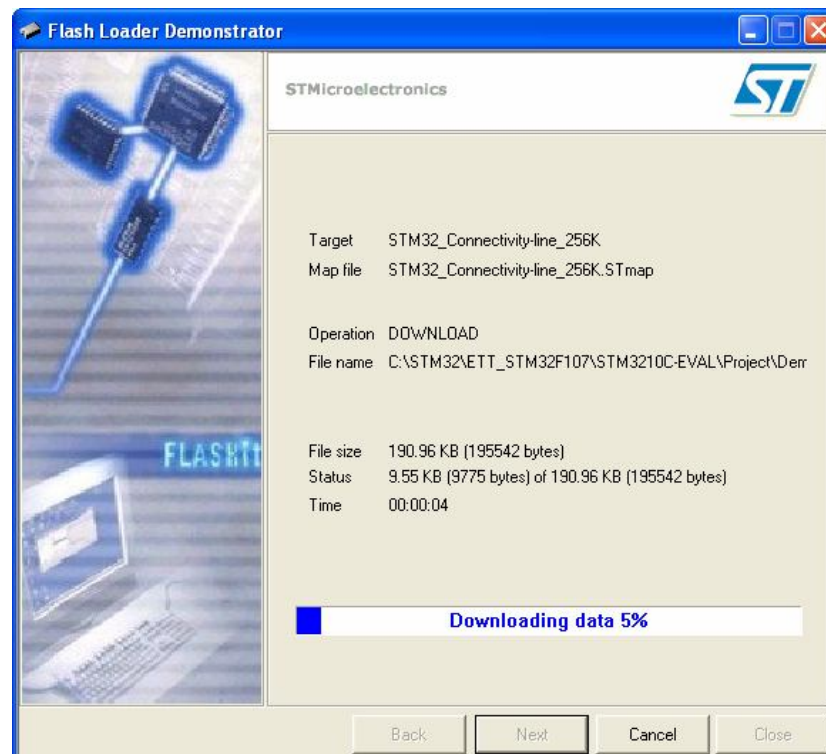 Flash Loader Demonstrator
STMicroelectronics
ST
Target STM32_Connectivity-line_256K
Map file STM32_Connectivity-line_256K.STmap
Operation DOWNLOAD
File name C:\STM32\ETT_STM32F107\STM3210C-EVAL\Project\Dem
File size 190.96 KB (195542 bytes)
Status 9.55 KB (9775 bytes) of 190.96 KB (195542 bytes)
Time 00:00:04
FLASHit
Downloading data 5%
Back Next Cancel Close